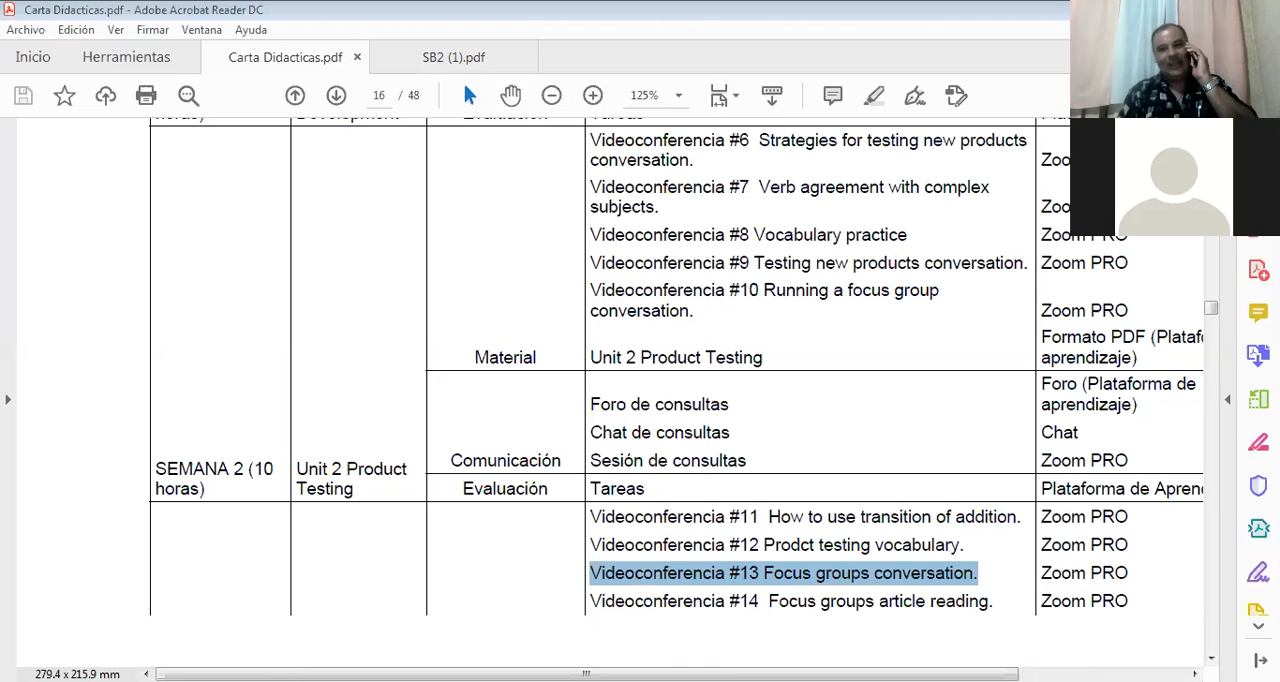 Carta Didacticas.pdf - Adobe Acrobat Reader DC
Archivo Edición Ver Firmar Ventana Ayuda
Inicio Herramientas Carta Didacticas.pdf × SB2 (1).pdf
16 / 48 125%
Videoconferencia #6 Strategies for testing new products
conversation. Zoo
Videoconferencia #7 Verb agreement with complex
subjects. Zoo
Videoconferencia #8 Vocabulary practice Zoom PRO
Videoconferencia #9 Testing new products conversation. Zoom PRO
Videoconferencia #10 Running a focus group
conversation. Zoom PRO
Material Unit 2 Product Testing Formato PDF (Plataf
aprendizaje)
Foro de consultas Foro (Plataforma de
aprendizaje)
Chat de consultas Chat
Comunicación Sesión de consultas Zoom PRO
SEMANA 2 (10
horas)
Unit 2 Product
Testing
Evaluación Tareas Plataforma de Apren
Videoconferencia #11 How to use transition of addition. Zoom PRO
Videoconferencia #12 Prodct testing vocabulary. Zoom PRO
Videoconferencia #13 Focus groups conversation. Zoom PRO
Videoconferencia #14 Focus groups article reading. Zoom PRO
279.4 x 215.9 mm